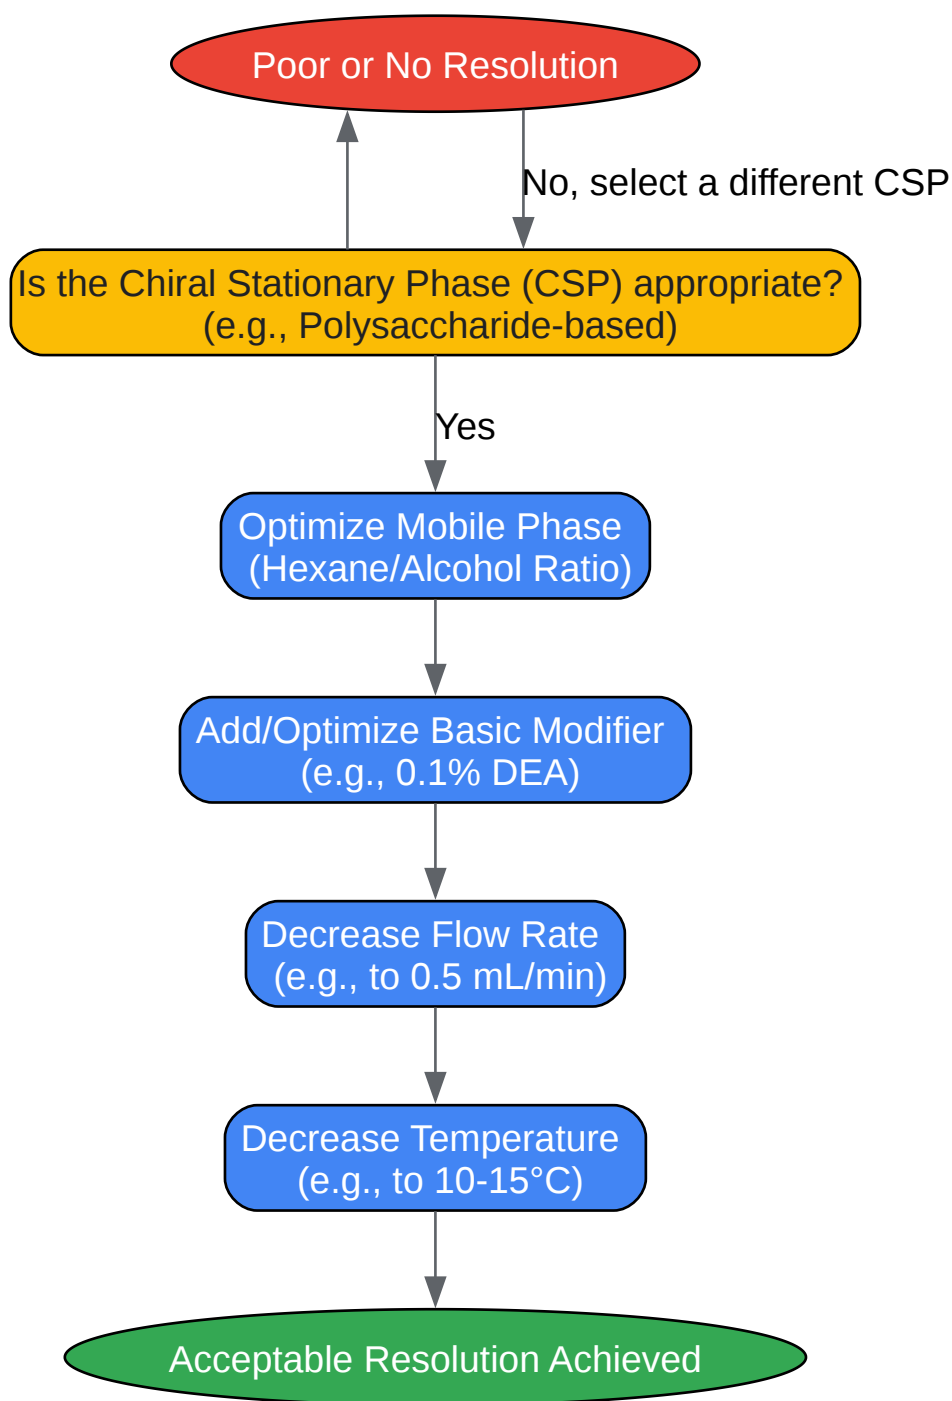 Poor or No Resolution
No, select a different CSP
Is the Chiral Stationary Phase (CSP) appropriate?
(e.g., Polysaccharide-based)
Yes
Optimize Mobile Phase
(Hexane/Alcohol Ratio)
Add/Optimize Basic Modifier
(e.g., 0.1% DEA)
Decrease Flow Rate
(e.g., to 0.5 mL/min)
Decrease Temperature
(e.g., to 10-15°C)
Acceptable Resolution Achieved